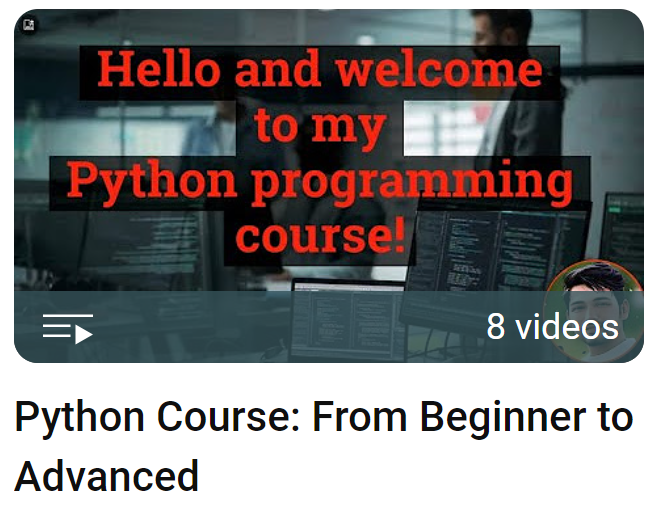 Hello and welcome
to my
Python programming
course!
8 videos
Python Course: From Beginner to
Advanced